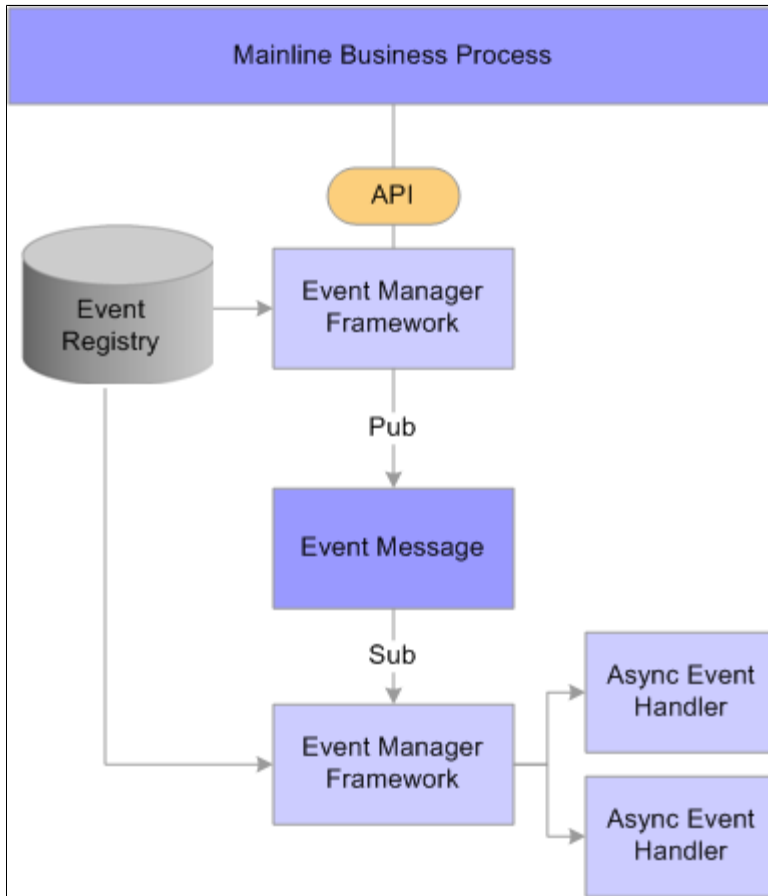 Mainline Business Process
API
Event Manager
Framework
Event
Registry
Pub
Event Message
Sub
Async Event
Handler
Event Manager
Framework
Async Event
Handler